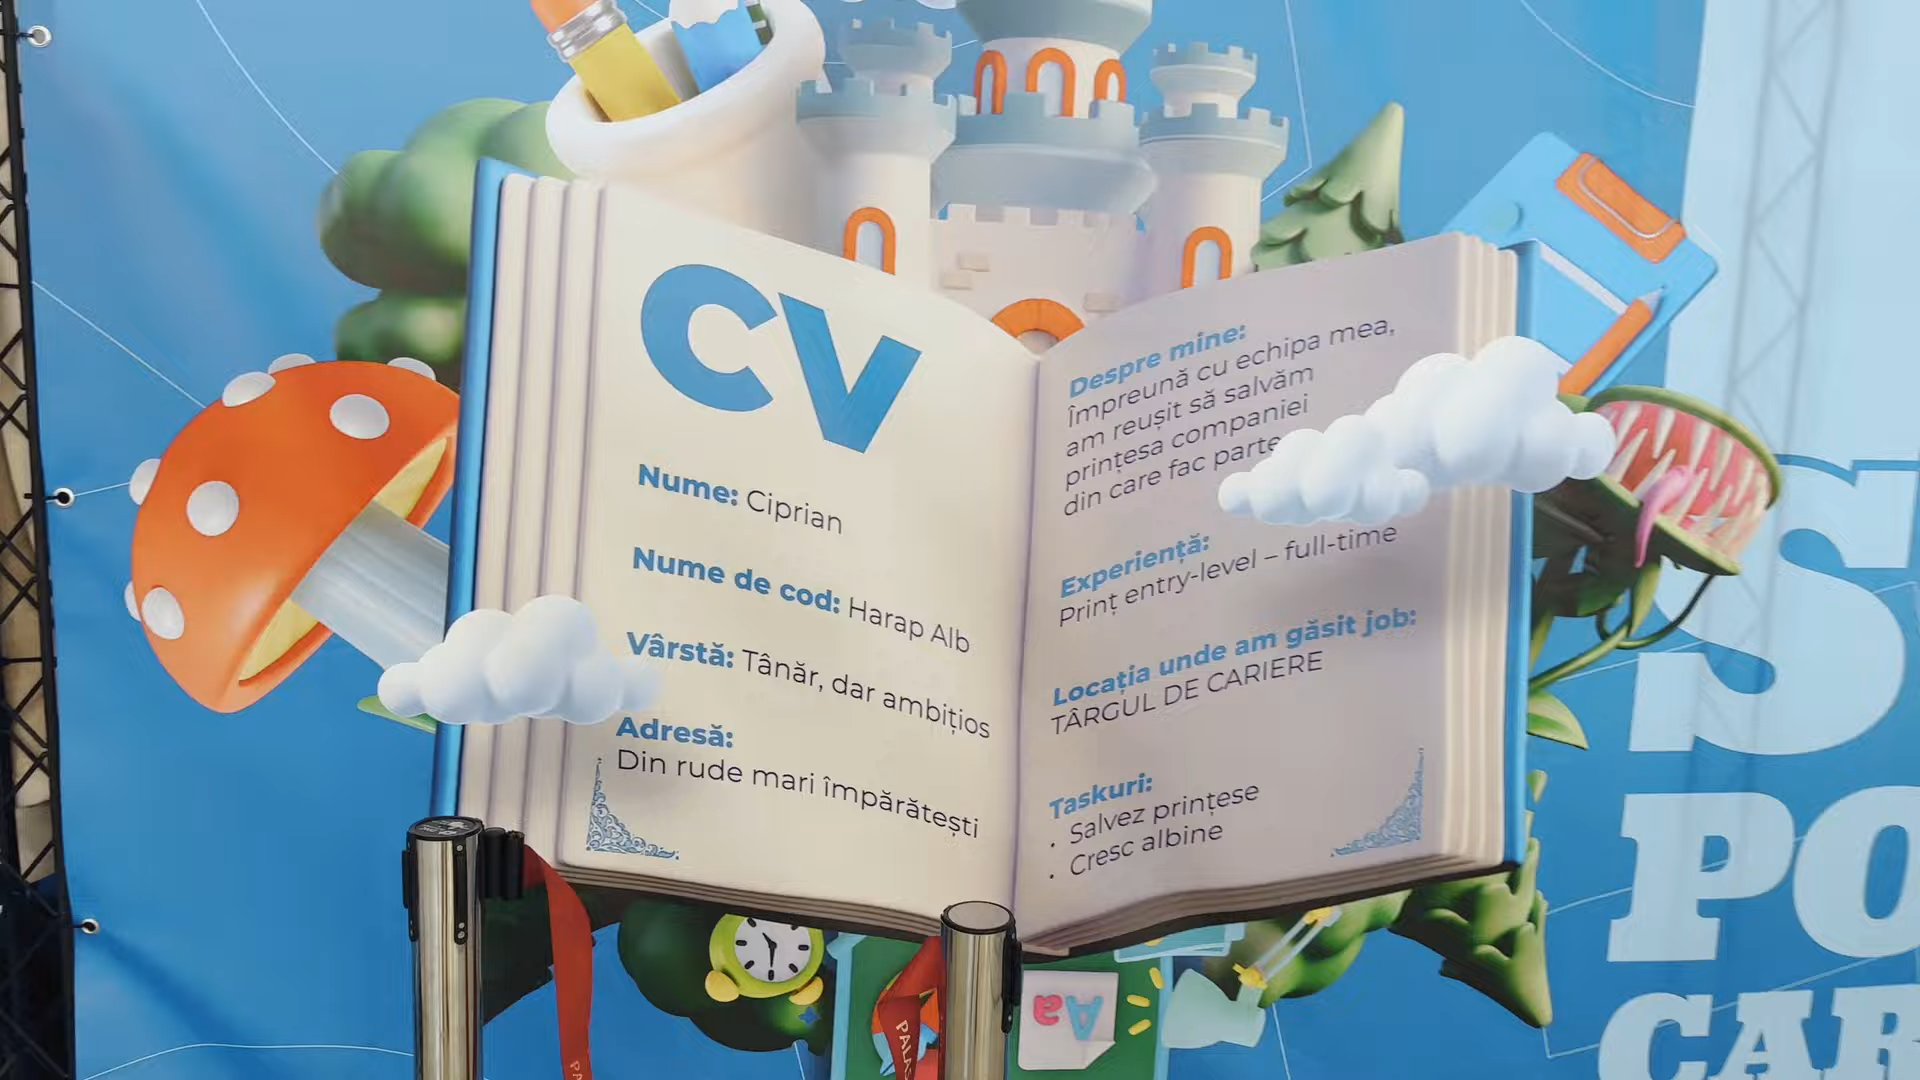 CV
Nume: Ciprian
Nume de cod: Harap Alb
Vârstă: Tânăr, dar ambițios
Adresă:
Din rude mari împărătești
Despre mine:
Împreună cu echipa mea,
am reușit să salvăm
prințesa companiei
din care fac parte
Experiență:
Prinț entry-level – full-time
Locația unde am găsit job:
TÂRGUL DE CARIERE
Taskuri:
• Salvez prințese
• Cresc albine
Aa